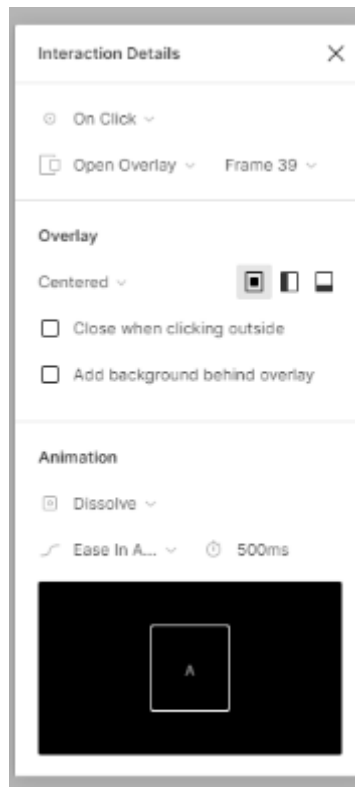 Interaction Details
On Click
Open Overlay Frame 39
Overlay
Centered
Close when clicking outside
Add background behind overlay
Animation
Dissolve
Ease In A... 500ms
A